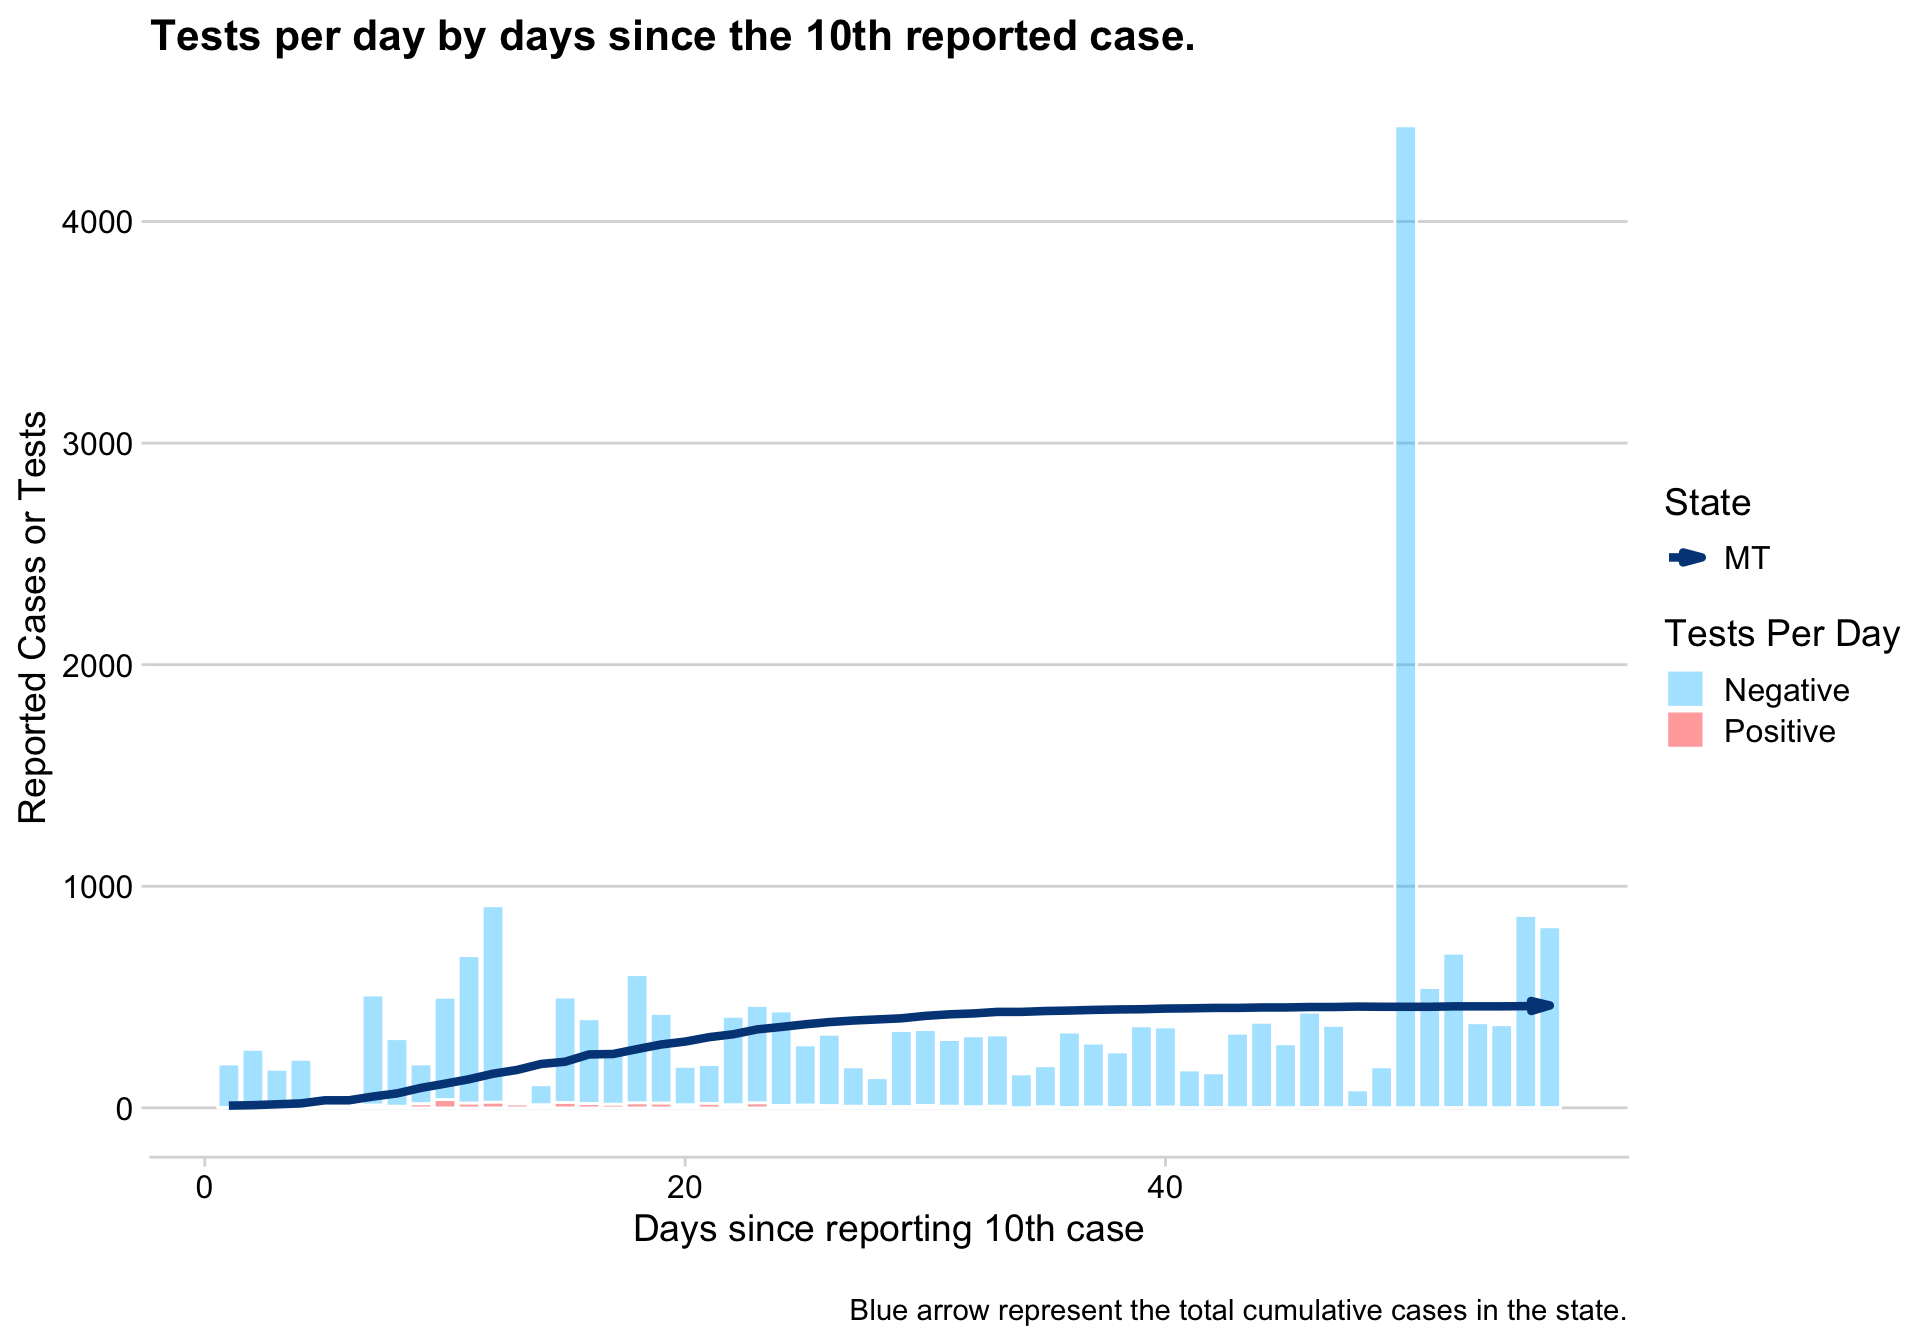 Tests per day by days since the 10th reported case.
Reported Cases or Tests
4000
3000
2000
1000
0
0 20 40
Days since reporting 10th case
State
MT
Tests Per Day
Negative
Positive
Blue arrow represent the total cumulative cases in the state.